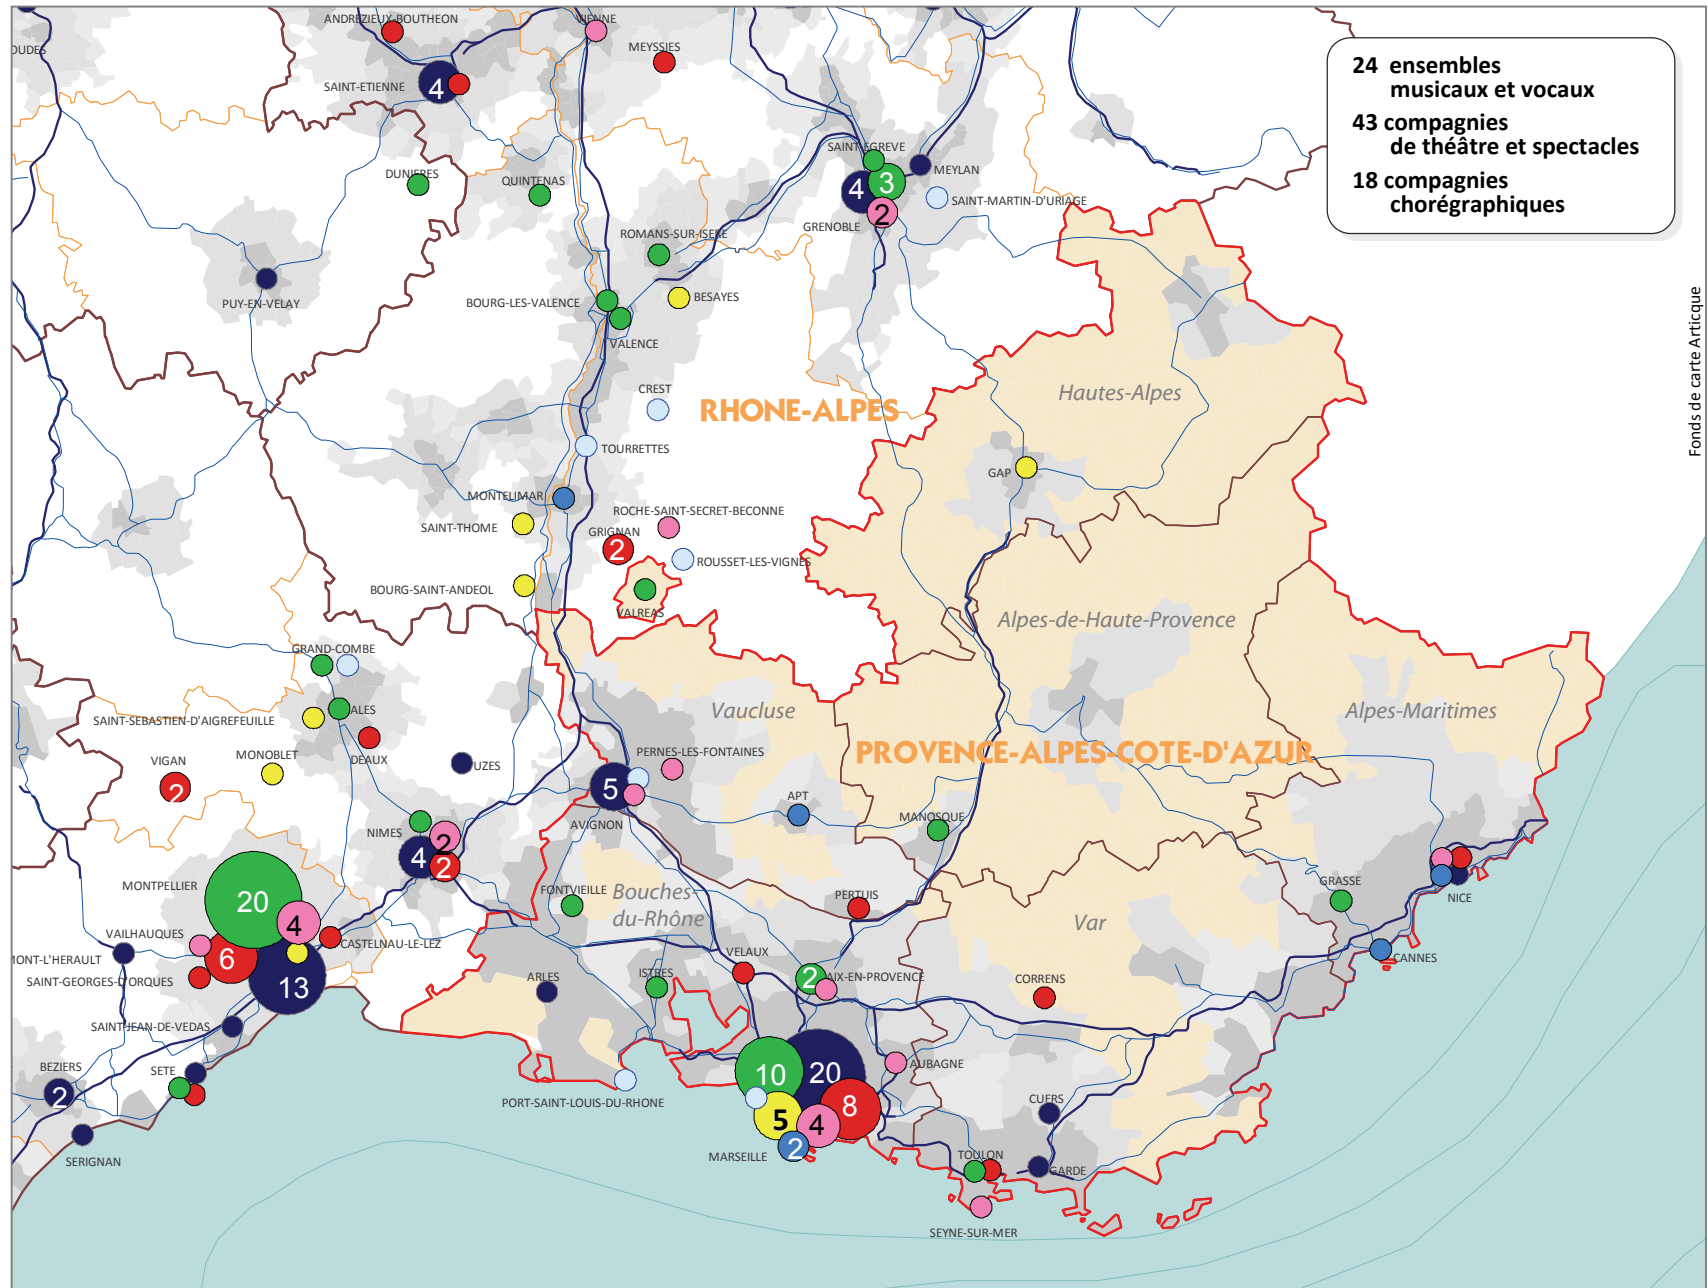 OUDES
ANDREZIEUX-BOUTHEON
VIENNE
MEYSSIES
SAINT-ETIENNE
4
24 ensembles
musicaux et vocaux
43 compagnies
de théâtre et spectacles
18 compagnies
chorégraphiques
Fonds de carte Articque
DUNIERES
QUINTENAS
SAINT-EGREVE
MEYLAN
4
3
2
SAINT-MARTIN-D'URIAGE
GRENOBLE
ROMANS-SUR-ISERE
PUY-EN-VELAY
BOURG-LES-VALENCE
BESAYES
VALENCE
CREST
RHONE-ALPES
Hautes-Alpes
TOURRETTES
GAP
MONTELIMAR
SAINT-THOME
ROCHE-SAINT-SECRET-BECONNE
GRIGNAN
2
ROUSSET-LES-VIGNES
BOURG-SAINT-ANDEOL
VALREAS
Alpes-de-Haute-Provence
GRAND-COMBE
SAINT-SEBASTIEN-D'AIGREFEUILLE
ALES
Vaucluse
Alpes-Maritimes
VIGAN
2
MONOBLET
DEAUX
UZES
PERNES-LES-FONTAINES
PROVENCE-ALPES-COTE-D'AZUR
5
AVIGNON
APT
MANOSQUE
NIMES
2
4
2
MONTPELLIER
20
4
FONTVIEILLE
Bouches-
du-Rhône
PERTUIS
Var
GRASSE
NICE
VAILHAUQUES
CASTELNAU-LE-LEZ
MONT-L'HERAULT
6
SAINT-GEORGES-D'ORQUES
13
ARLES
ISTRES
VELAUX
2
AIX-EN-PROVENCE
CORRENS
CANNES
SAINT-JEAN-DE-VEDAS
BEZIERS
2
SETE
SERIGNAN
PORT-SAINT-LOUIS-DU-RHONE
10
20
AUBAGNE
5
8
4
2
MARSEILLE
CUERS
TOULON
GARDE
SEYNE-SUR-MER